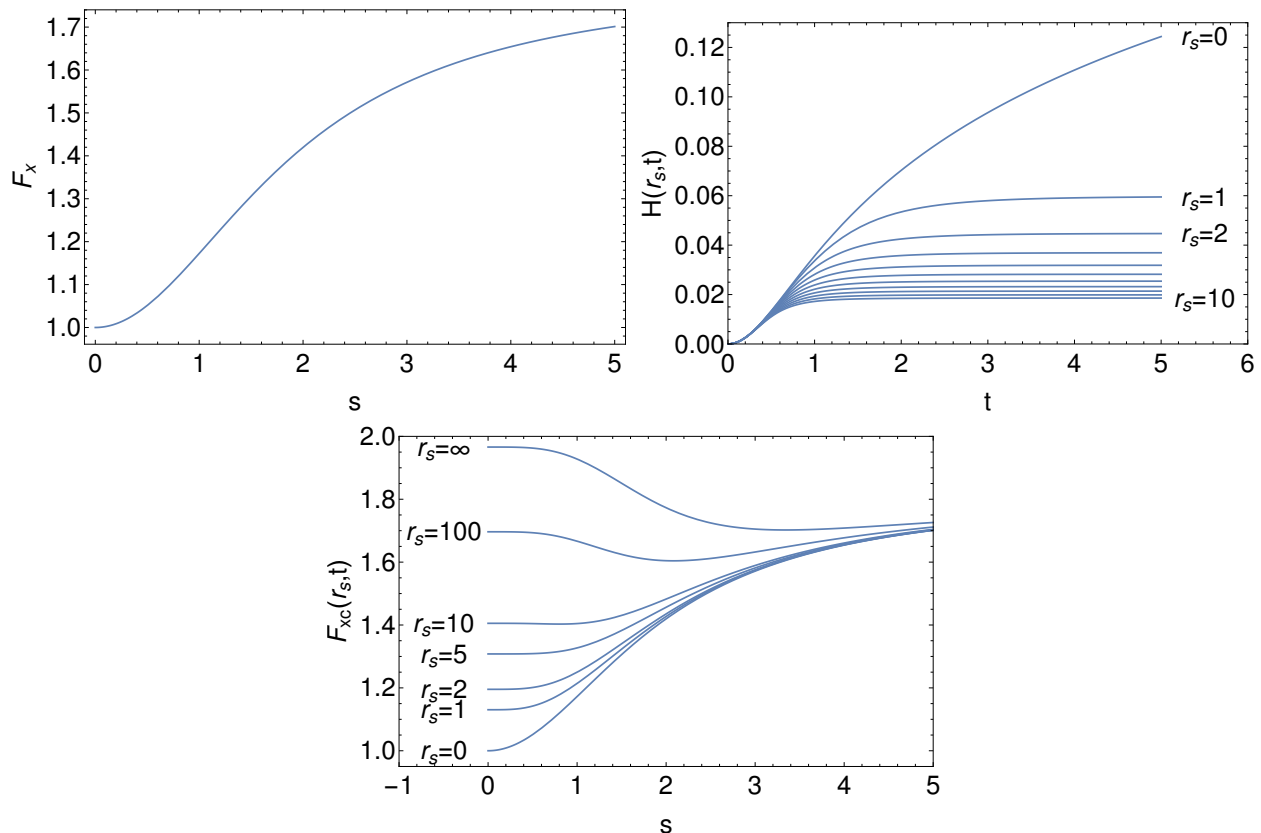 1.7
1.6
1.5
1.4
1.3
1.2
1.1
1.0
F_x
0 1 2 3 4 5
s
0.12
0.10
0.08
0.06
0.04
0.02
0.00
H(r_s,t)
r_s=0
r_s=1
r_s=2
r_s=10
0 1 2 3 4 5 6
t
2.0
1.8
1.6
1.4
1.2
1.0
F_xc(r_s,t)
r_s=∞
r_s=100
r_s=10
r_s=5
r_s=2
r_s=1
r_s=0
−1 0 1 2 3 4 5
s